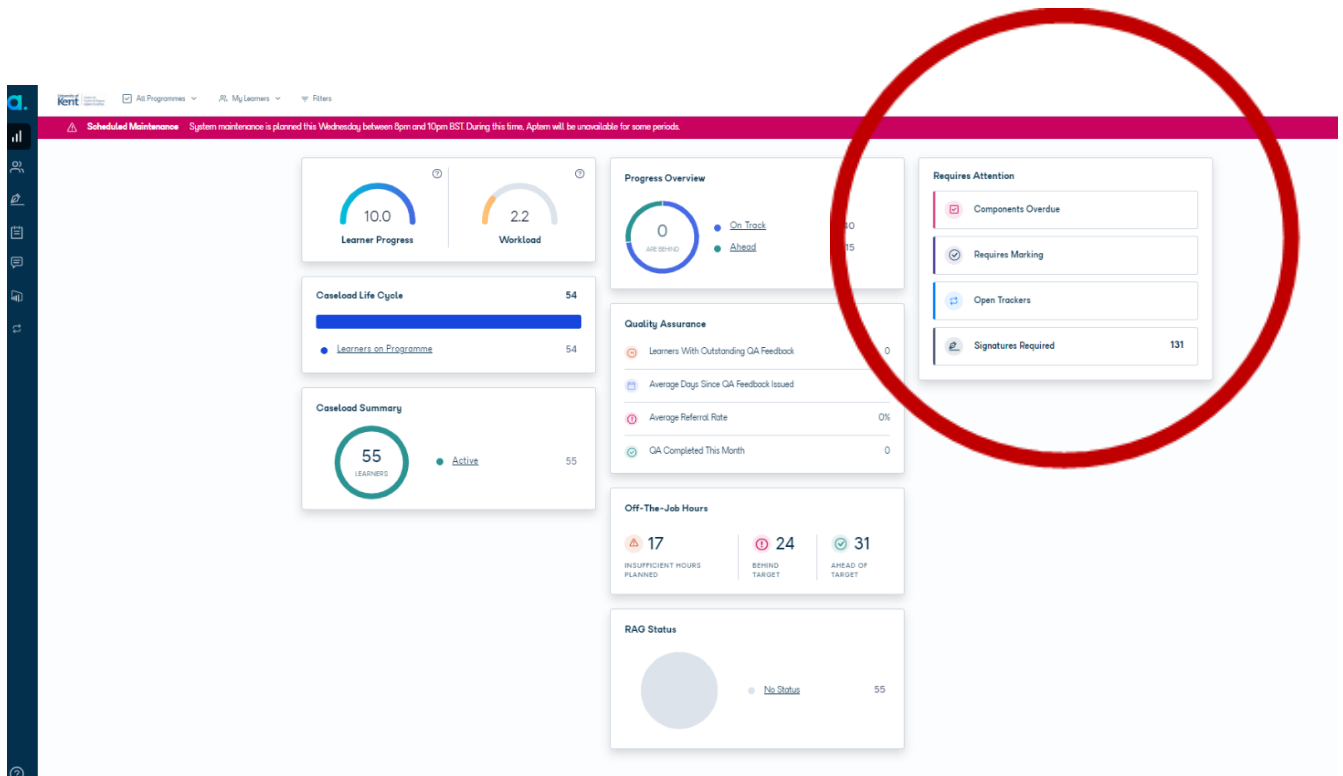 a.
University of
Kent
All Programmes
My Learners
Filters
Scheduled Maintenance System maintenance is planned this Wednesday between 8pm and 10pm BST. During this time, Aptem will be unavailable for some periods.
10.0
Learner Progress
2.2
Workload
Caseload Life Cycle 54
Learners on Programme 54
Caseload Summary
55
LEARNERS
Active 55
Progress Overview
0
ARE BEHIND
On Track 40
Ahead 15
Quality Assurance
Learners With Outstanding QA Feedback 0
Average Days Since QA Feedback Issued
Average Referral Rate 0%
QA Completed This Month 0
Off-The-Job Hours
17
INSUFFICIENT HOURS
PLANNED
24
BEHIND
TARGET
31
AHEAD OF
TARGET
RAG Status
No Status 55
Requires Attention
Components Overdue
Requires Marking
Open Trackers
Signatures Required 131